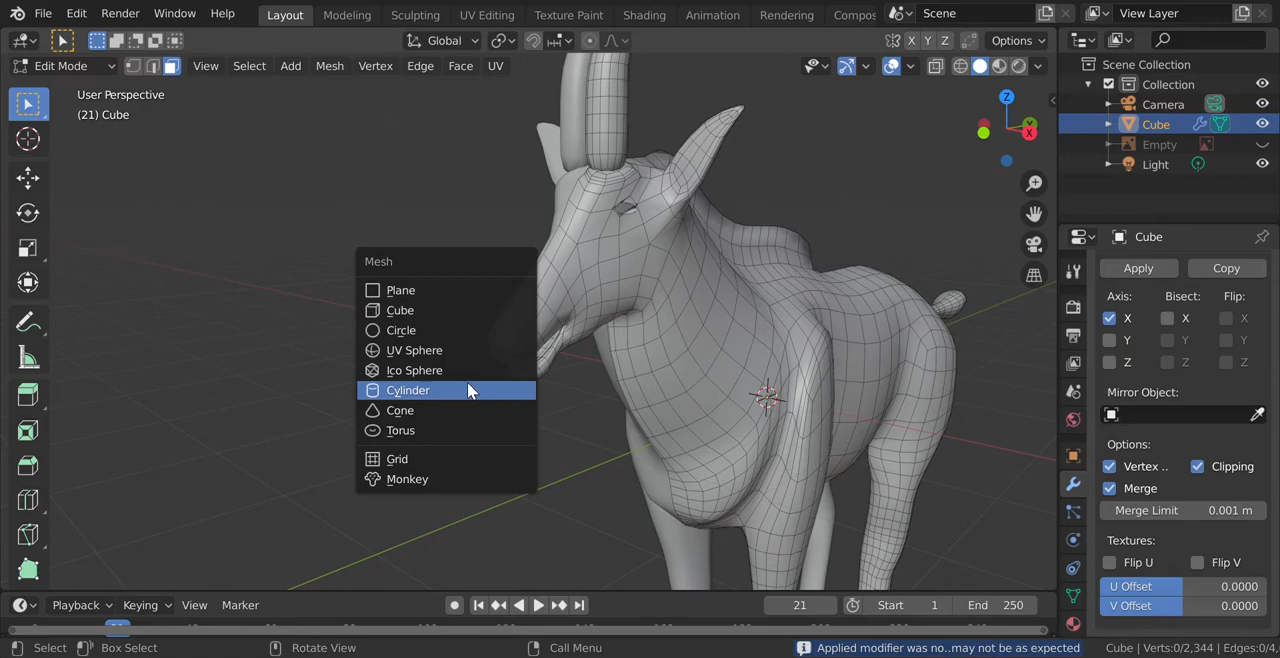 File Edit Render Window Help Layout Modeling Sculpting UV Editing Texture Paint Shading Animation Rendering Compos Scene View Layer
Global X Y Z Options
Edit Mode View Select Add Mesh Vertex Edge Face UV
User Perspective
(21) Cube
Z
Y
X
Scene Collection
Collection
Camera
Cube
Empty
Light
Cube
Apply Copy
Axis: Bisect: Flip:
X X X
Y Y Y
Z Z Z
Mirror Object:
Options:
Vertex .. Clipping
Merge
Merge Limit 0.001 m
Textures:
Flip U Flip V
U Offset 0.0000
V Offset 0.0000
Mesh
Plane
Cube
Circle
UV Sphere
Ico Sphere
Cylinder
Cone
Torus
Grid
Monkey
Playback Keying View Marker 21 Start 1 End 250
Select Box Select Rotate View Call Menu Applied modifier was no..may not be as expected Cube | Verts:0/2,344 | Edges:0/4,